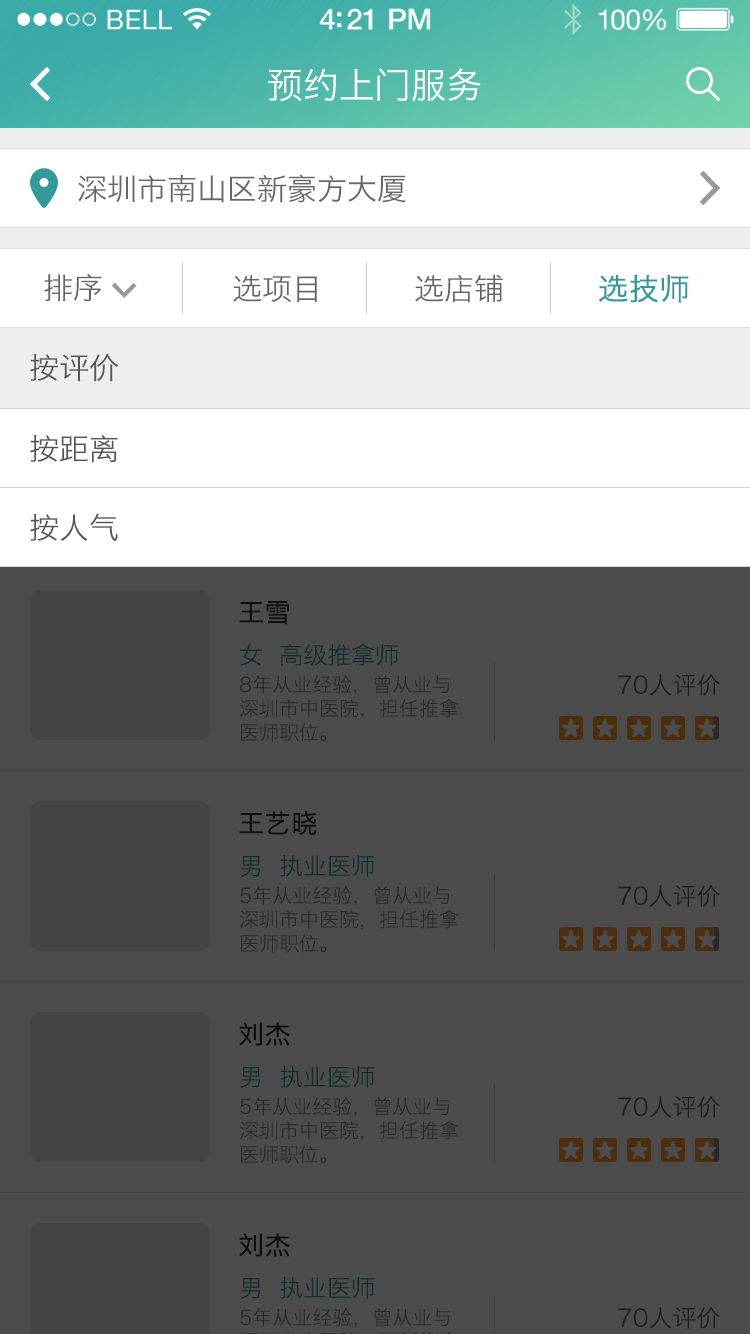 BELL 4:21 PM 100%
预约上门服务
深圳市南山区新豪方大厦
排序 选项目 选店铺 选技师
按评价
按距离
按人气
王雪
女 高级推拿师
8年从业经验，曾从业与
深圳市中医院，担任推拿
医师职位。
70人评价
王艺晓
男 执业医师
5年从业经验，曾从业与
深圳市中医院，担任推拿
医师职位。
70人评价
刘杰
男 执业医师
5年从业经验，曾从业与
深圳市中医院，担任推拿
医师职位。
70人评价
刘杰
男 执业医师
5年从业经验，曾从业与
70人评价